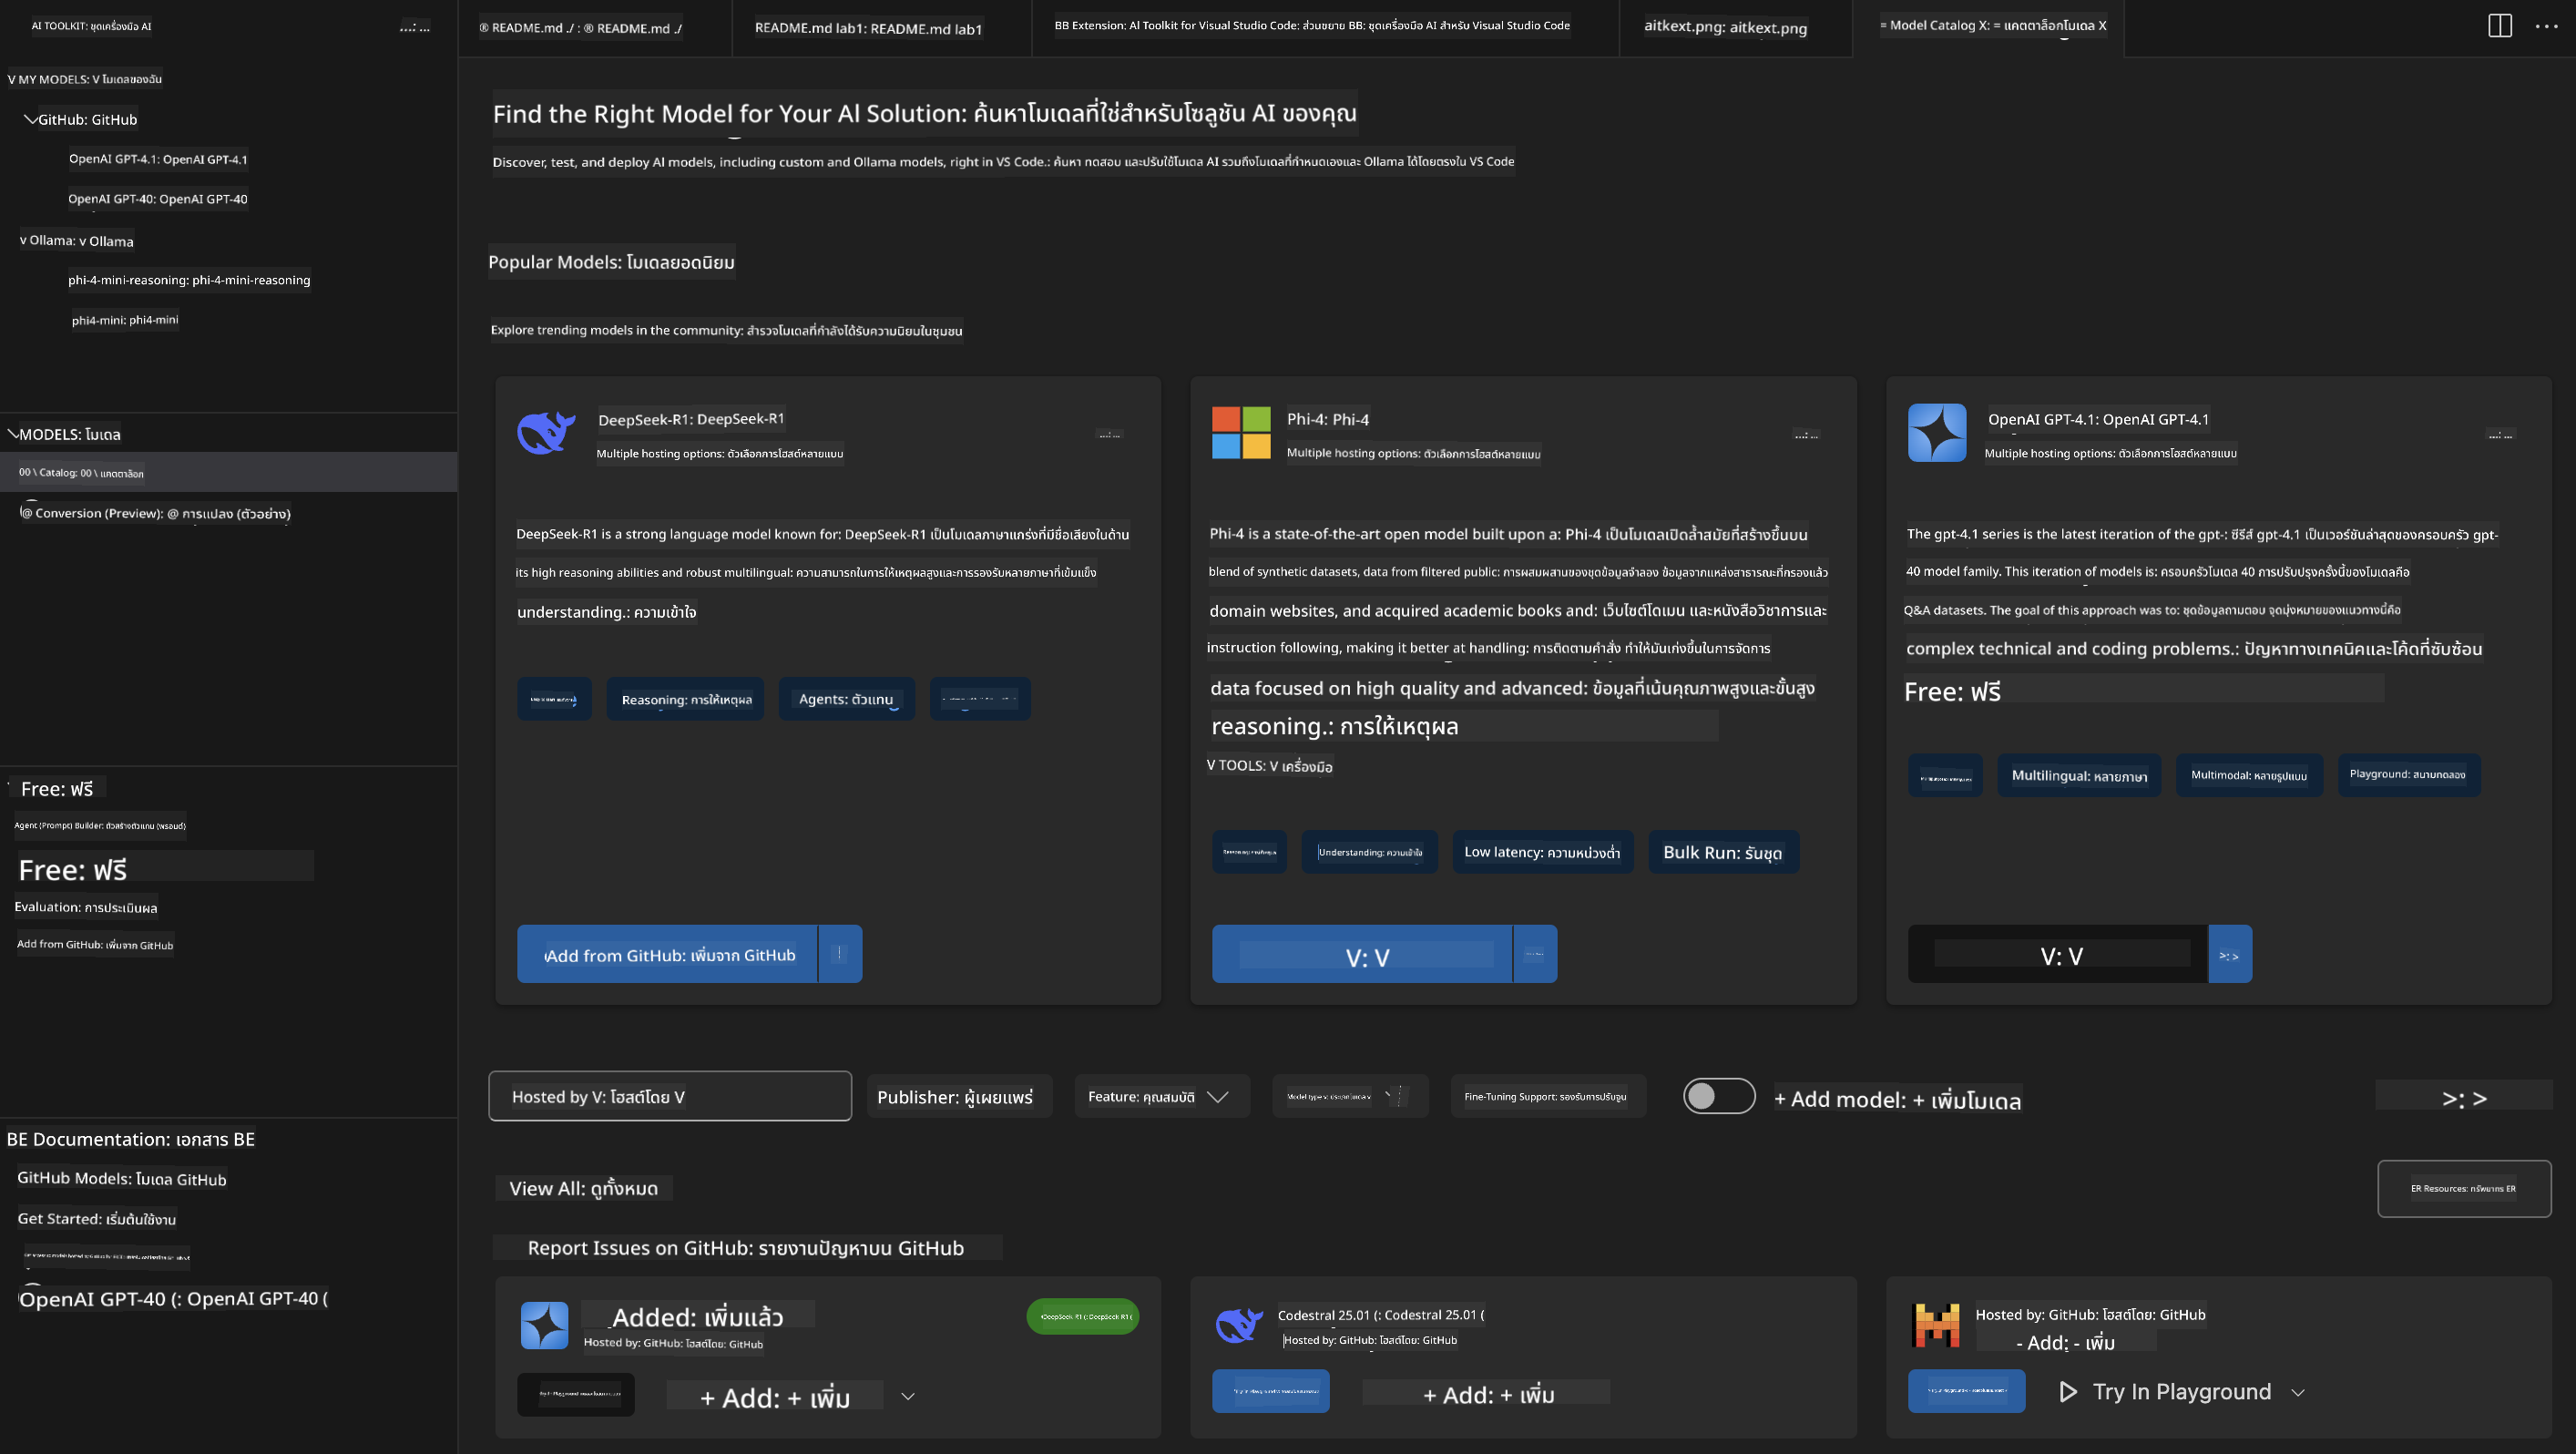 AI TOOLKIT: ชุดเครื่องมือ AI
...: ...
® README.md ./ : ® README.md ./
README.md lab1: README.md lab1
BB Extension: Al Toolkit for Visual Studio Code: ส่วนขยาย BB: ชุดเครื่องมือ AI สำหรับ Visual Studio Code
aitkext.png: aitkext.png
= Model Catalog X: = แคตตาล็อกโมเดล X
V MY MODELS: V โมเดลของฉัน
GitHub: GitHub
OpenAI GPT-4.1: OpenAI GPT-4.1
OpenAI GPT-40: OpenAI GPT-40
v Ollama: v Ollama
phi-4-mini-reasoning: phi-4-mini-reasoning
phi4-mini: phi4-mini
MODELS: โมเดล
00 \ Catalog: 00 \ แคตตาล็อก
@ Conversion (Preview): @ การแปลง (ตัวอย่าง)
Free: ฟรี
Agent (Prompt) Builder: ตัวสร้างตัวแทน (พรอมต์)
Free: ฟรี
Evaluation: การประเมินผล
Add from GitHub: เพิ่มจาก GitHub
BE Documentation: เอกสาร BE
GitHub Models: โมเดล GitHub
Get Started: เริ่มต้นใช้งาน
OpenAI GPT-40 (: OpenAI GPT-40 (
Find the Right Model for Your Al Solution: ค้นหาโมเดลที่ใช่สำหรับโซลูชัน AI ของคุณ
Discover, test, and deploy AI models, including custom and Ollama models, right in VS Code.: ค้นหา ทดสอบ และปรับใช้โมเดล AI รวมถึงโมเดลที่กำหนดเองและ Ollama ได้โดยตรงใน VS Code
Popular Models: โมเดลยอดนิยม
Explore trending models in the community: สำรวจโมเดลที่กำลังได้รับความนิยมในชุมชน
DeepSeek-R1: DeepSeek-R1
...: ...
Multiple hosting options: ตัวเลือกการโฮสต์หลายแบบ
DeepSeek-R1 is a strong language model known for: DeepSeek-R1 เป็นโมเดลภาษาแกร่งที่มีชื่อเสียงในด้าน
its high reasoning abilities and robust multilingual: ความสามารถในการให้เหตุผลสูงและการรองรับหลายภาษาที่เข้มแข็ง
understanding.: ความเข้าใจ
Reasoning: การให้เหตุผล
Agents: ตัวแทน
Add from GitHub: เพิ่มจาก GitHub
Phi-4: Phi-4
...: ...
Multiple hosting options: ตัวเลือกการโฮสต์หลายแบบ
Phi-4 is a state-of-the-art open model built upon a: Phi-4 เป็นโมเดลเปิดล้ำสมัยที่สร้างขึ้นบน
blend of synthetic datasets, data from filtered public: การผสมผสานของชุดข้อมูลจำลอง ข้อมูลจากแหล่งสาธารณะที่กรองแล้ว
domain websites, and acquired academic books and: เว็บไซต์โดเมน และหนังสือวิชาการและ
instruction following, making it better at handling: การติดตามคำสั่ง ทำให้มันเก่งขึ้นในการจัดการ
data focused on high quality and advanced: ข้อมูลที่เน้นคุณภาพสูงและขั้นสูง
reasoning.: การให้เหตุผล
V TOOLS: V เครื่องมือ
Understanding: ความเข้าใจ
Low latency: ความหน่วงต่ำ
Bulk Run: รันชุด
V: V
OpenAI GPT-4.1: OpenAI GPT-4.1
...: ...
Multiple hosting options: ตัวเลือกการโฮสต์หลายแบบ
The gpt-4.1 series is the latest iteration of the gpt-: ซีรีส์ gpt-4.1 เป็นเวอร์ชันล่าสุดของครอบครัว gpt-
40 model family. This iteration of models is: ครอบครัวโมเดล 40 การปรับปรุงครั้งนี้ของโมเดลคือ
Q&A datasets. The goal of this approach was to: ชุดข้อมูลถามตอบ จุดมุ่งหมายของแนวทางนี้คือ
complex technical and coding problems.: ปัญหาทางเทคนิคและโค้ดที่ซับซ้อน
Free: ฟรี
Multilingual: หลายภาษา
Multimodal: หลายรูปแบบ
Playground: สนามทดลอง
V: V
>: >
Hosted by V: โฮสต์โดย V
Publisher: ผู้เผยแพร่
Feature: คุณสมบัติ
Fine-Tuning Support: รองรับการปรับจูน
+ Add model: + เพิ่มโมเดล
>: >
View All: ดูทั้งหมด
ER Resources: ทรัพยากร ER
Report Issues on GitHub: รายงานปัญหาบน GitHub
Added: เพิ่มแล้ว
DeepSeek R1 (: DeepSeek R1 (
Hosted by: GitHub: โฮสต์โดย: GitHub
+ Add: + เพิ่ม
Codestral 25.01 (: Codestral 25.01 (
Hosted by: GitHub: โฮสต์โดย: GitHub
+ Add: + เพิ่ม
Hosted by: GitHub: โฮสต์โดย: GitHub
- Add: - เพิ่ม
Try In Playground